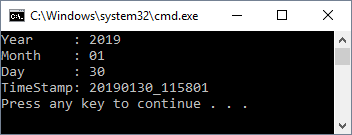 C:\Windows\system32\cmd.exe
Year     : 2019
Month    : 01
Day      : 30
TimeStamp: 20190130_115801
Press any key to continue . . .